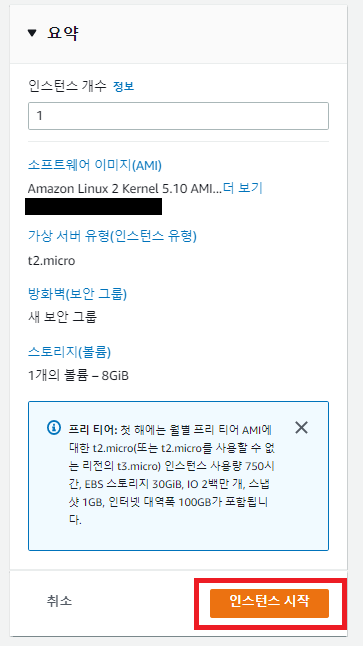 ▼ 요약
인스턴스 개수 정보
1
소프트웨어 이미지(AMI)
Amazon Linux 2 Kernel 5.10 AMI...더 보기
가상 서버 유형(인스턴스 유형)
t2.micro
방화벽(보안 그룹)
새 보안 그룹
스토리지(볼륨)
1개의 볼륨 – 8GiB
프리 티어: 첫 해에는 월별 프리 티어 AMI에
대한 t2.micro(또는 t2.micro를 사용할 수 없
는 리전의 t3.micro) 인스턴스 사용량 750시
간, EBS 스토리지 30GiB, IO 2백만 개, 스냅
샷 1GB, 인터넷 대역폭 100GB가 포함됩니
다.
취소
인스턴스 시작